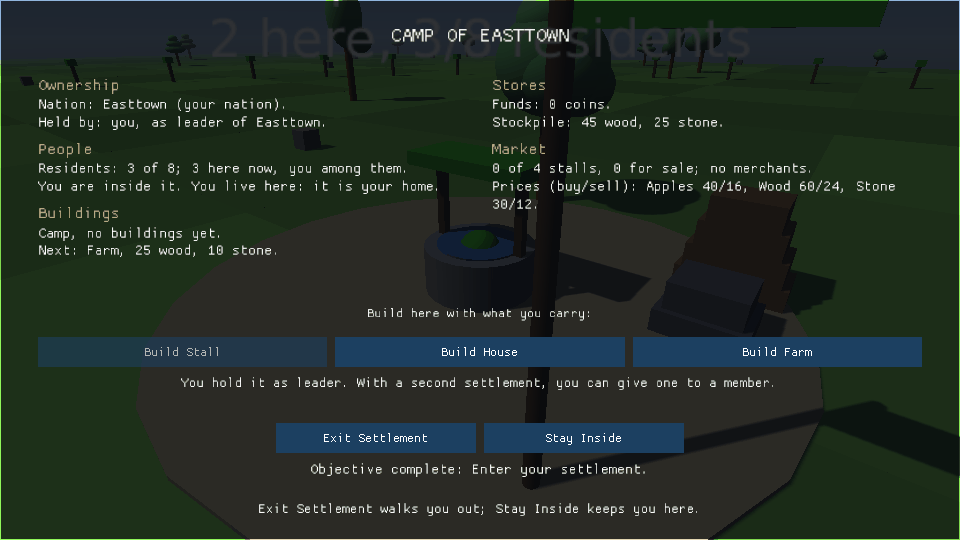 2 here, 3/8 residents
CAMP OF EASTTOWN
Ownership
Nation: Easttown (your nation).
Held by: you, as leader of Easttown.
People
Residents: 3 of 8; 3 here now, you among them.
You are inside it. You live here: it is your home.
Buildings
Camp, no buildings yet.
Next: Farm, 25 wood, 10 stone.
Stores
Funds: 0 coins.
Stockpile: 45 wood, 25 stone.
Market
0 of 4 stalls, 0 for sale; no merchants.
Prices (buy/sell): Apples 40/16, Wood 60/24, Stone
30/12.
Build here with what you carry:
Build Stall
Build House
Build Farm
You hold it as leader. With a second settlement, you can give one to a member.
Exit Settlement
Stay Inside
Objective complete: Enter your settlement.
Exit Settlement walks you out; Stay Inside keeps you here.